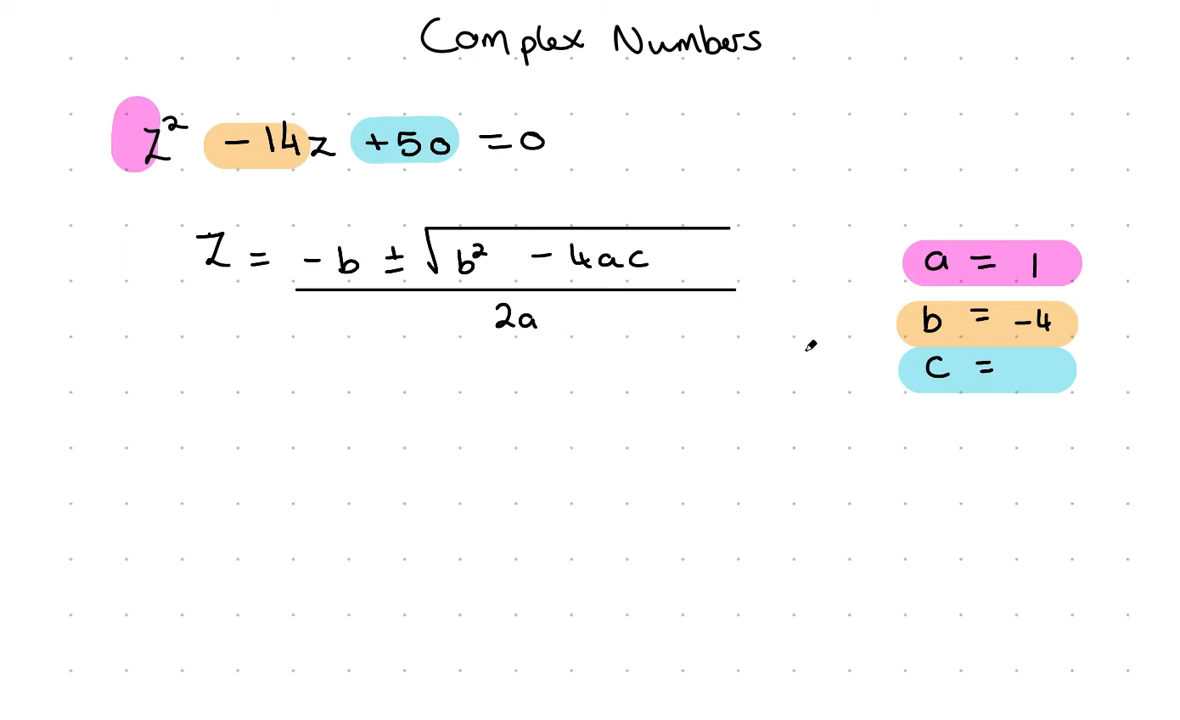 Complex Numbers
z² -14z +50 =0
z = -b ± √b² - 4ac
2a
a = 1
b = -4
c =